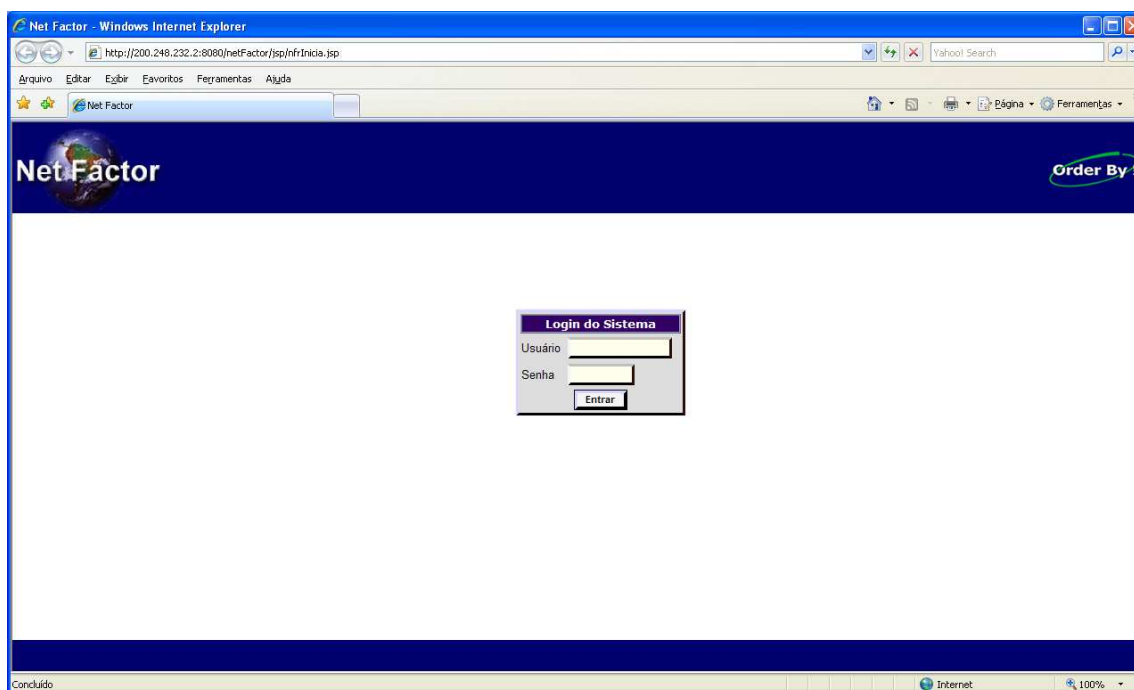 Net Factor - Windows Internet Explorer
http://200.248.232.2:8080/netFactor/jsp/nfrInicia.jsp
Yahoo! Search
Arquivo Editar Exibir Favoritos Ferramentas Ajuda
Net Factor
Página
Ferramentas
Net Factor
Order By
Login do Sistema
Usuário
Senha
Entrar
Concluído
Internet
100%